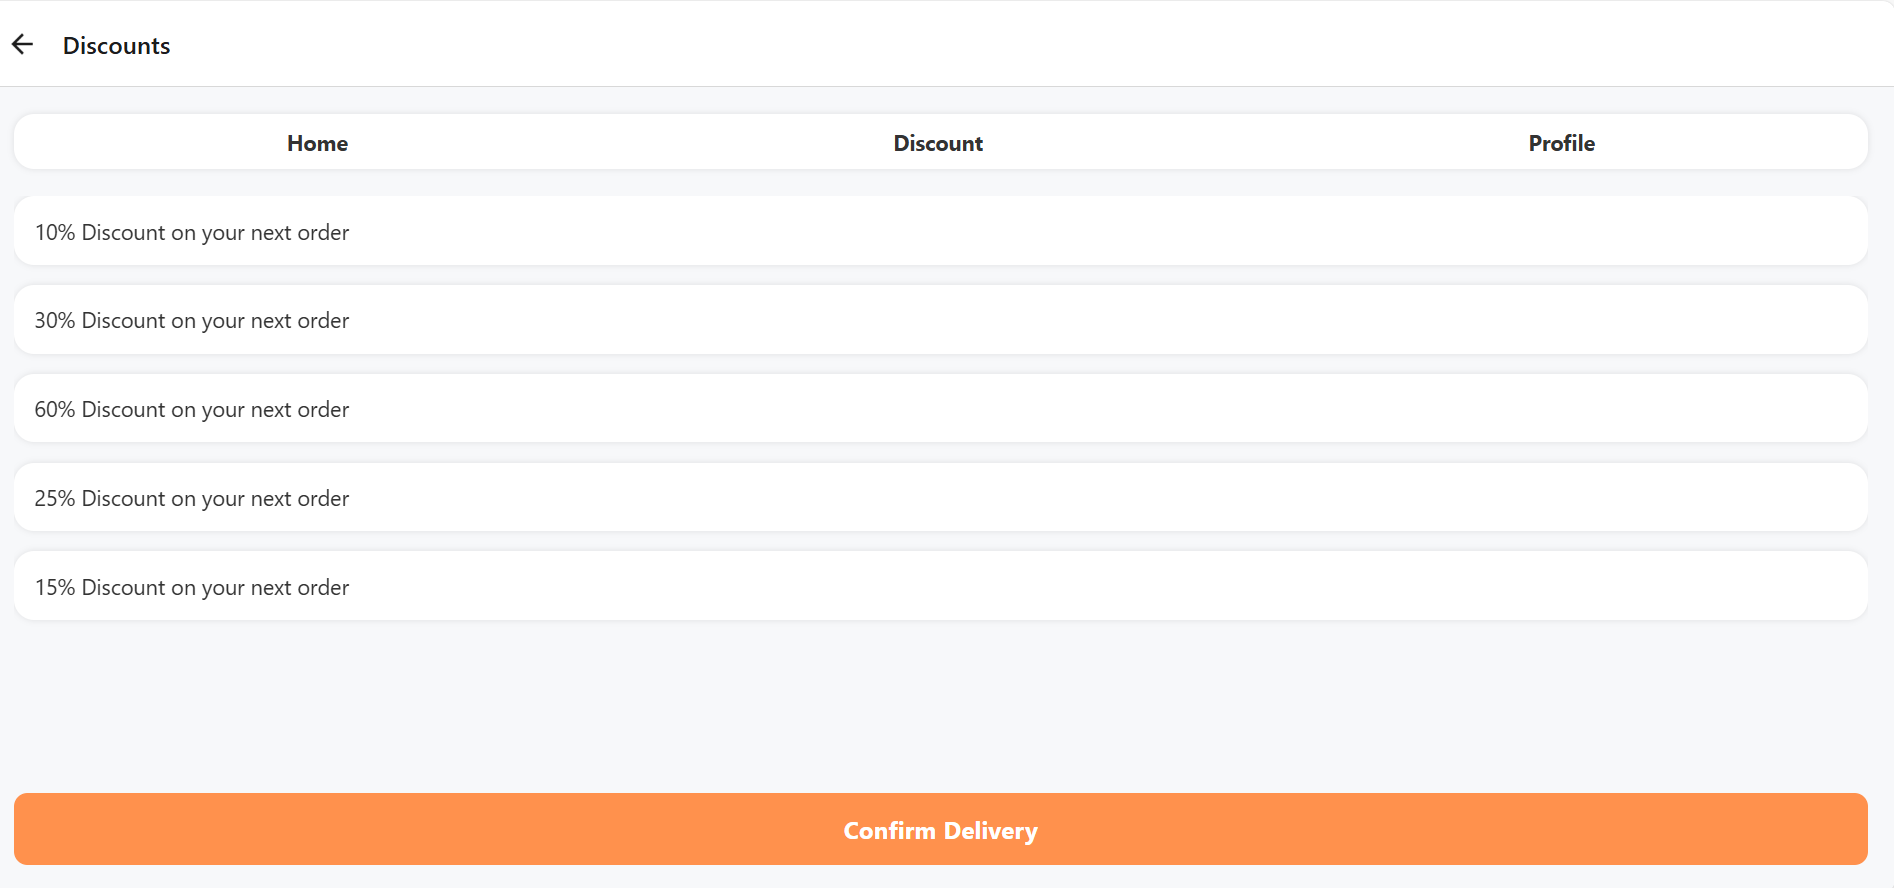 Discounts
Home Discount Profile
10% Discount on your next order
30% Discount on your next order
60% Discount on your next order
25% Discount on your next order
15% Discount on your next order
Confirm Delivery